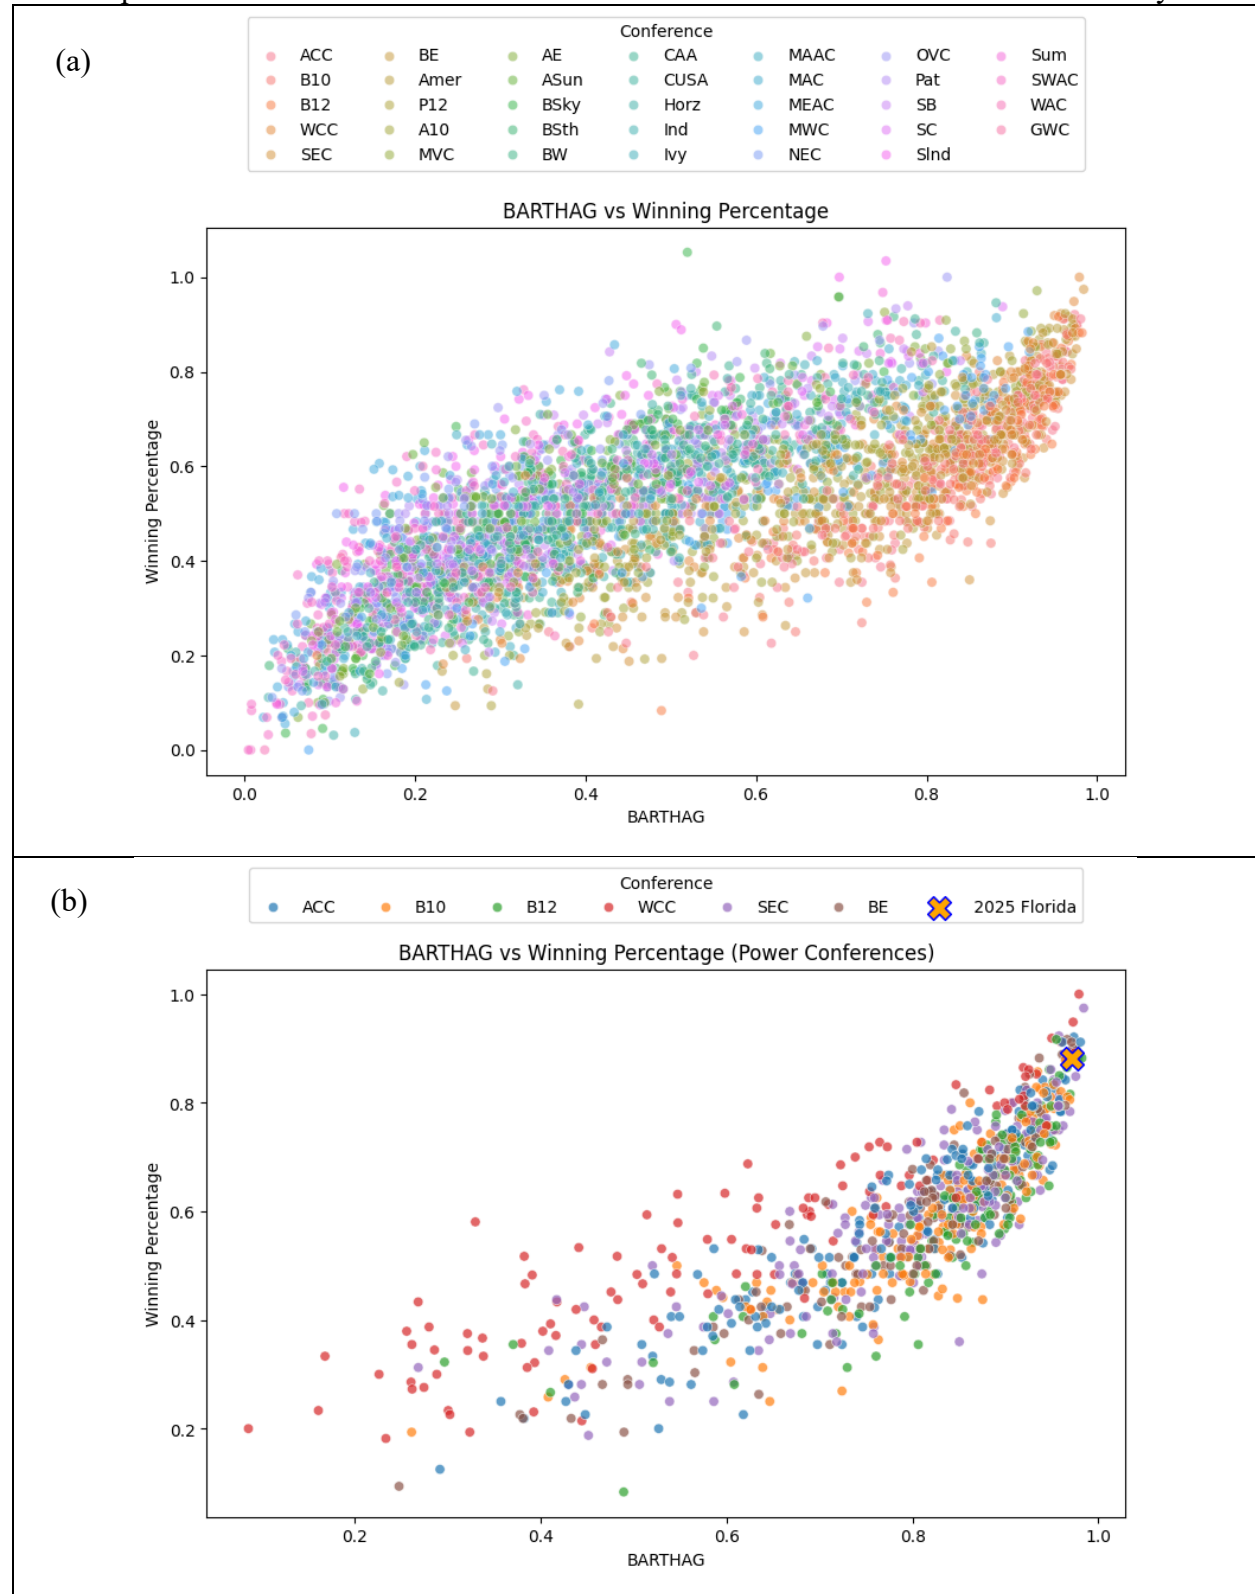 (a)
Conference
ACC BE AE CAA MAAC OVC Sum
B10 Amer ASun CUSA MAC Pat SWAC
B12 P12 BSky Horz MEAC SB WAC
WCC A10 BSth Ind MWC SC GWC
SEC MVC BW Ivy NEC Slnd
BARTHAG vs Winning Percentage
1.0
0.8
0.6
0.4
0.2
0.0
Winning Percentage
0.0 0.2 0.4 0.6 0.8 1.0
BARTHAG
(b)
Conference
ACC B10 B12 WCC SEC BE 2025 Florida
BARTHAG vs Winning Percentage (Power Conferences)
1.0
0.8
0.6
0.4
0.2
Winning Percentage
0.2 0.4 0.6 0.8 1.0
BARTHAG